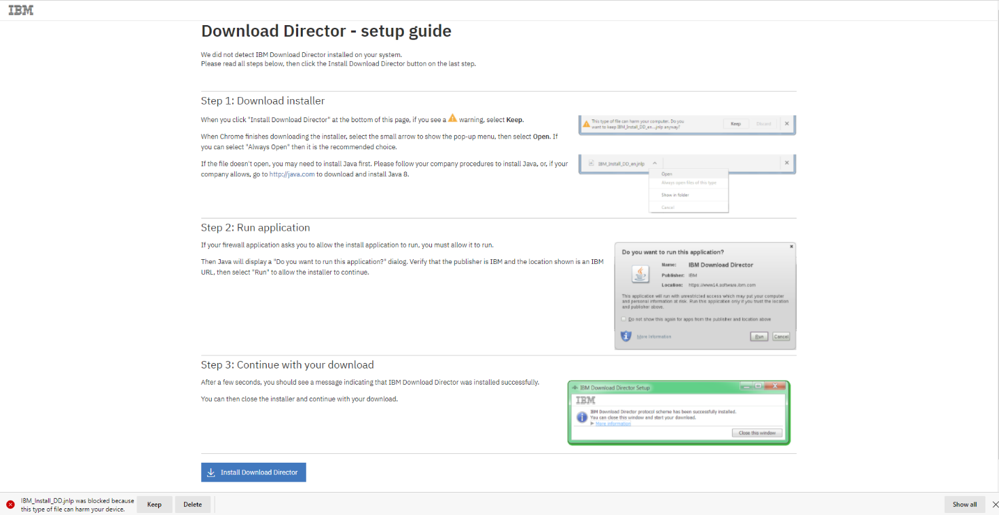 IBM
Download Director - setup guide
We did not detect IBM Download Director installed on your system.
Please read all steps below, then click the Install Download Director button on the last step.
Step 1: Download installer
When you click "Install Download Director" at the bottom of this page, if you see a warning, select Keep.
When Chrome finishes downloading the installer, select the small arrow to show the pop-up menu, then select Open. If
you can select "Always Open" then it is the recommended choice.
If the file doesn't open, you may need to install Java first. Please follow your company procedures to install Java, or, if your
company allows, go to http://java.com to download and install Java 8.
This type of file can harm your computer. Do you
want to keep IBM_Install_DD_en...jnlp anyway?
Keep
Discard
IBM_Install_DD_en.jnlp
Open
Always open files of this type
Show in folder
Cancel
Step 2: Run application
If your firewall application asks you to allow the install application to run, you must allow it to run.
Then Java will display a "Do you want to run this application?" dialog. Verify that the publisher is IBM and the location shown is an IBM
URL, then select "Run" to allow the installer to continue.
Do you want to run this application?
Name: IBM Download Director
Publisher: IBM
Location: https://www14.software.ibm.com
This application will run with unrestricted access which may put your computer
and personal information at risk. Run this application only if you trust the location
and publisher above.
Do not show this again for apps from the publisher and location above
More Information
Run
Cancel
Step 3: Continue with your download
After a few seconds, you should see a message indicating that IBM Download Director was installed successfully.
You can then close the installer and continue with your download.
IBM Download Director Setup
IBM
IBM Download Director protocol scheme has been successfully installed.
You can close this window and start your download.
More information
Close this window
Install Download Director
IBM_Install_DD.jnlp was blocked because
this type of file can harm your device.
Keep
Delete
Show all